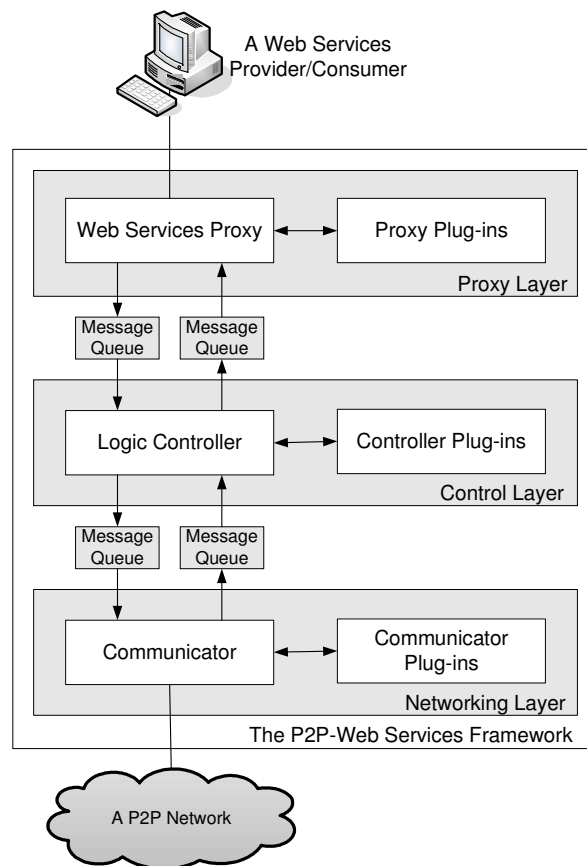 A Web Services
Provider/Consumer
Web Services Proxy
Proxy Plug-ins
Proxy Layer
Message
Queue
Message
Queue
Logic Controller
Controller Plug-ins
Control Layer
Message
Queue
Message
Queue
Communicator
Communicator
Plug-ins
Networking Layer
The P2P-Web Services Framework
A P2P Network